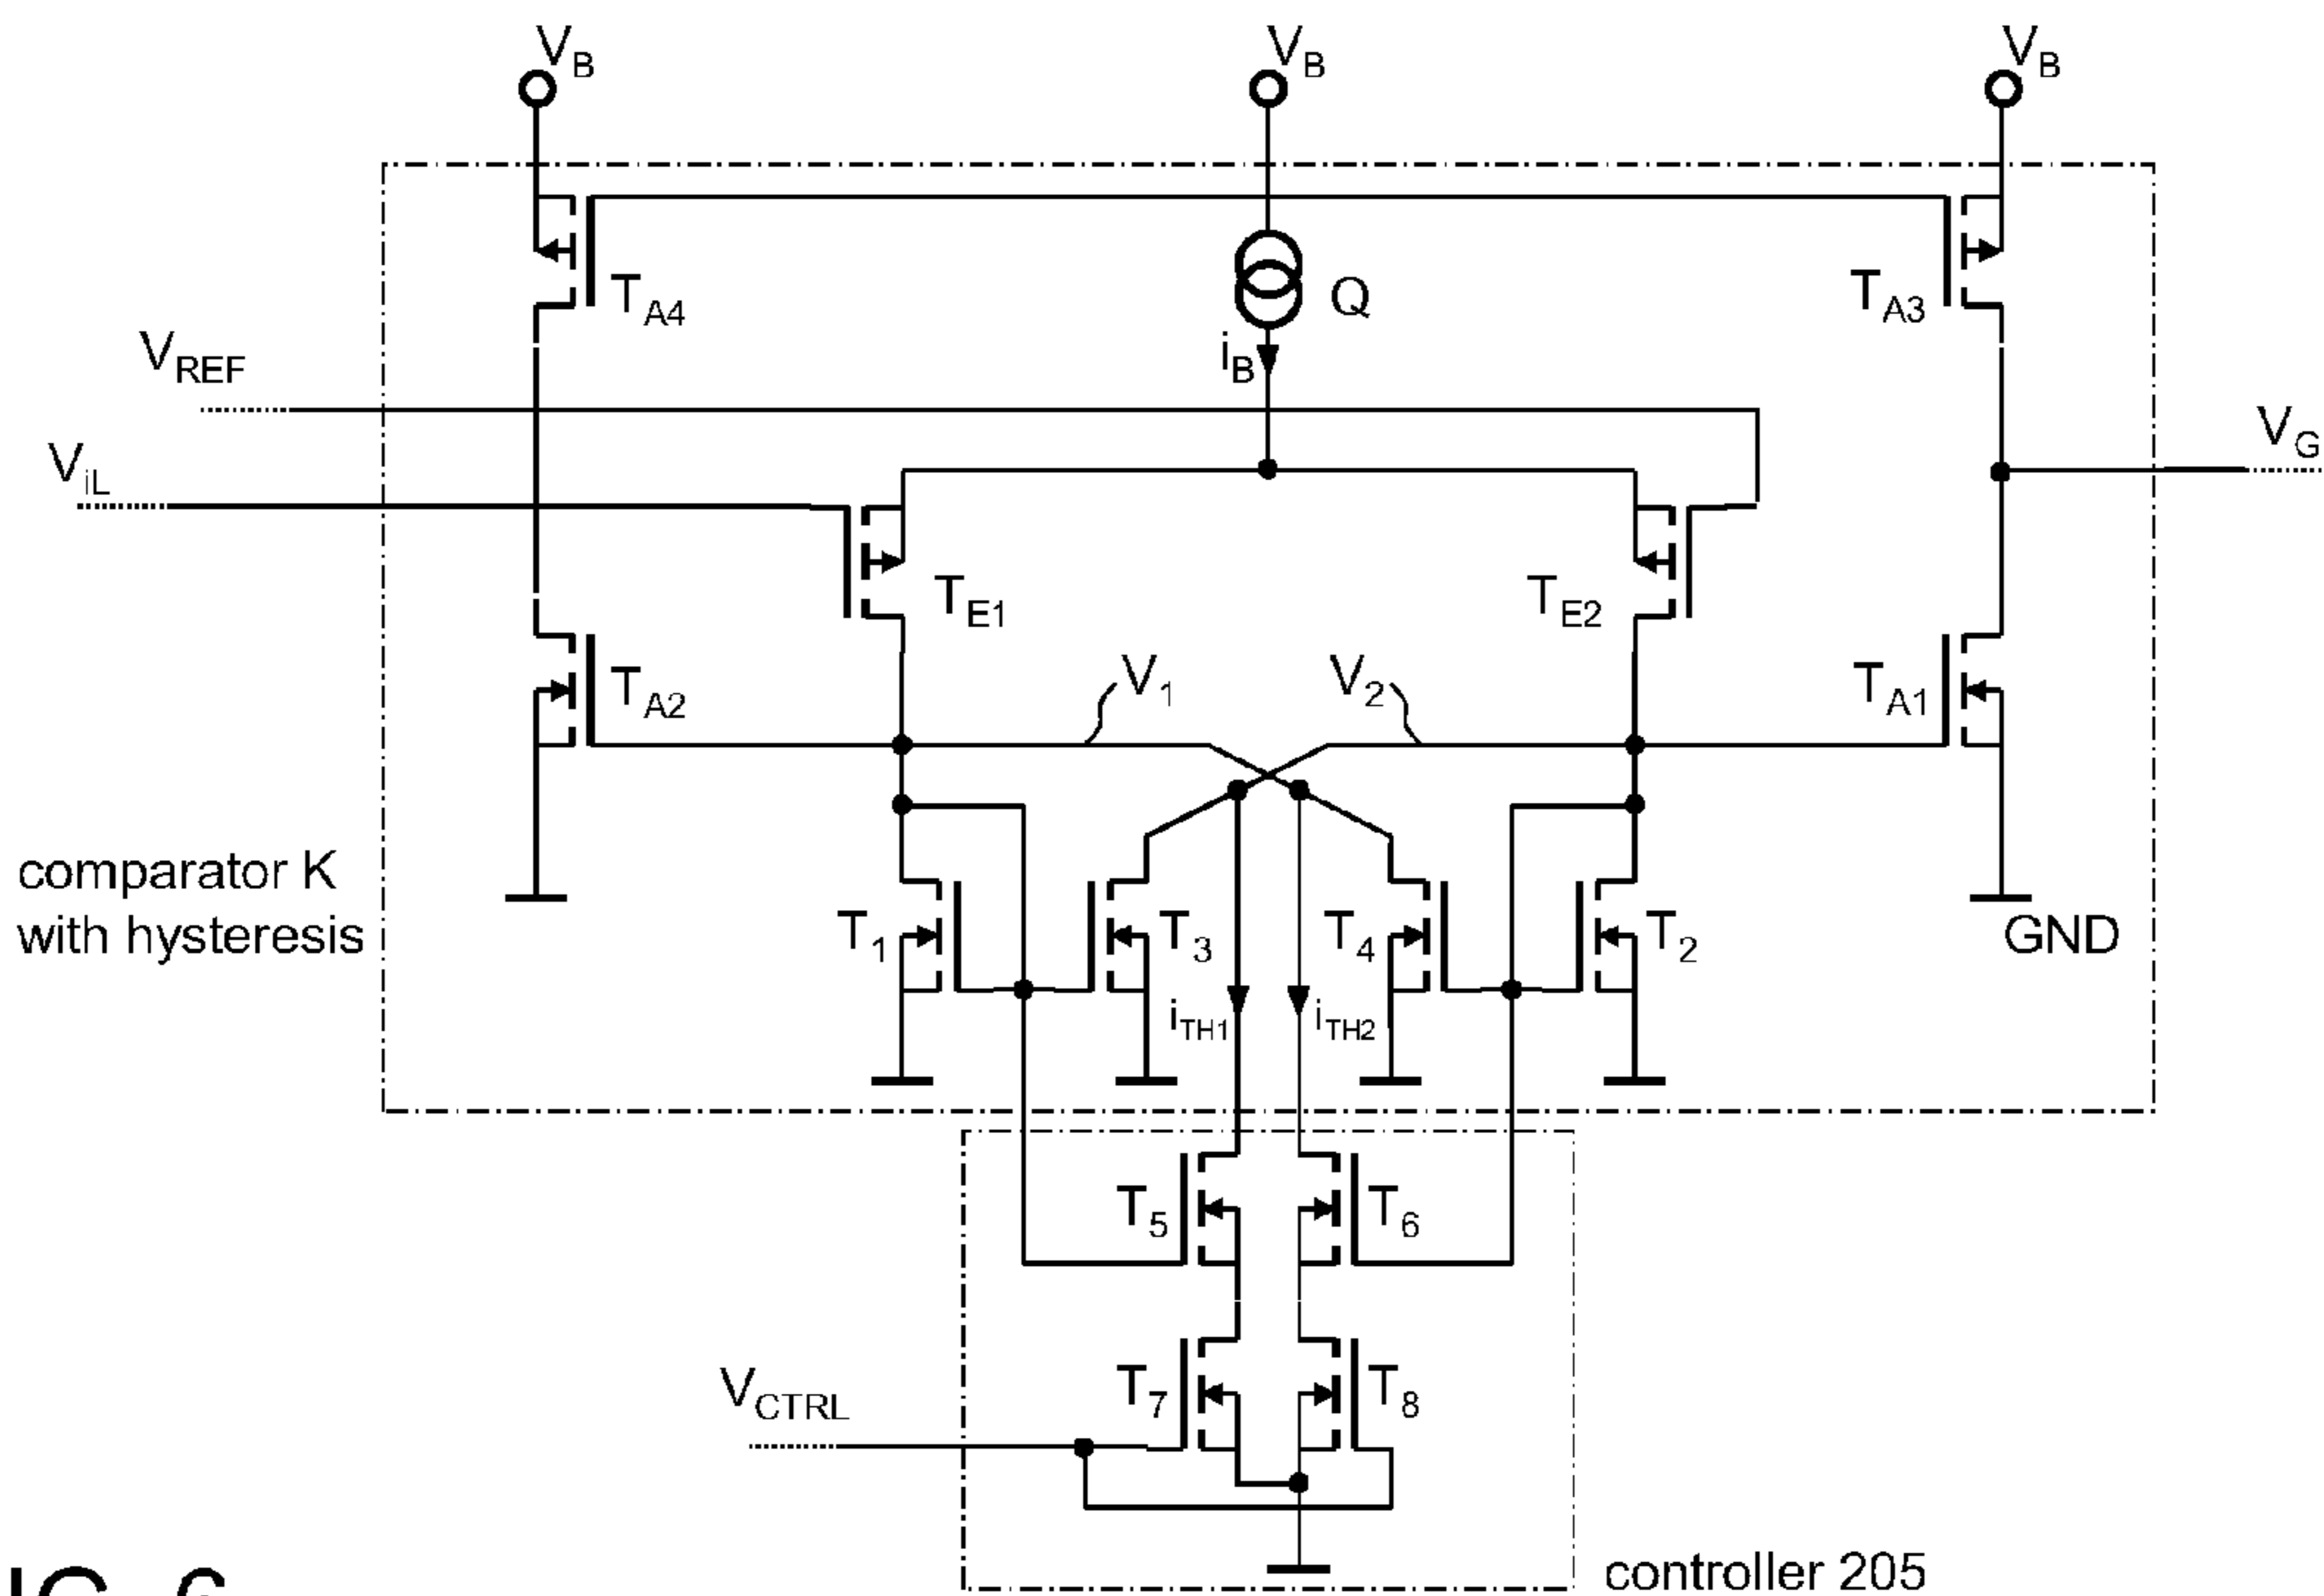 V_B V_B V_B
T_A4
Q
T_A3
V_REF
i_B
V_iL
V_G
T_E1
T_E2
T_A2
V_1
V_2
T_A1
comparator K
with hysteresis
T_1
T_3
T_4
T_2
GND
i_TH1
i_TH2
T_5
T_6
V_CTRL
T_7
T_8
controller 205